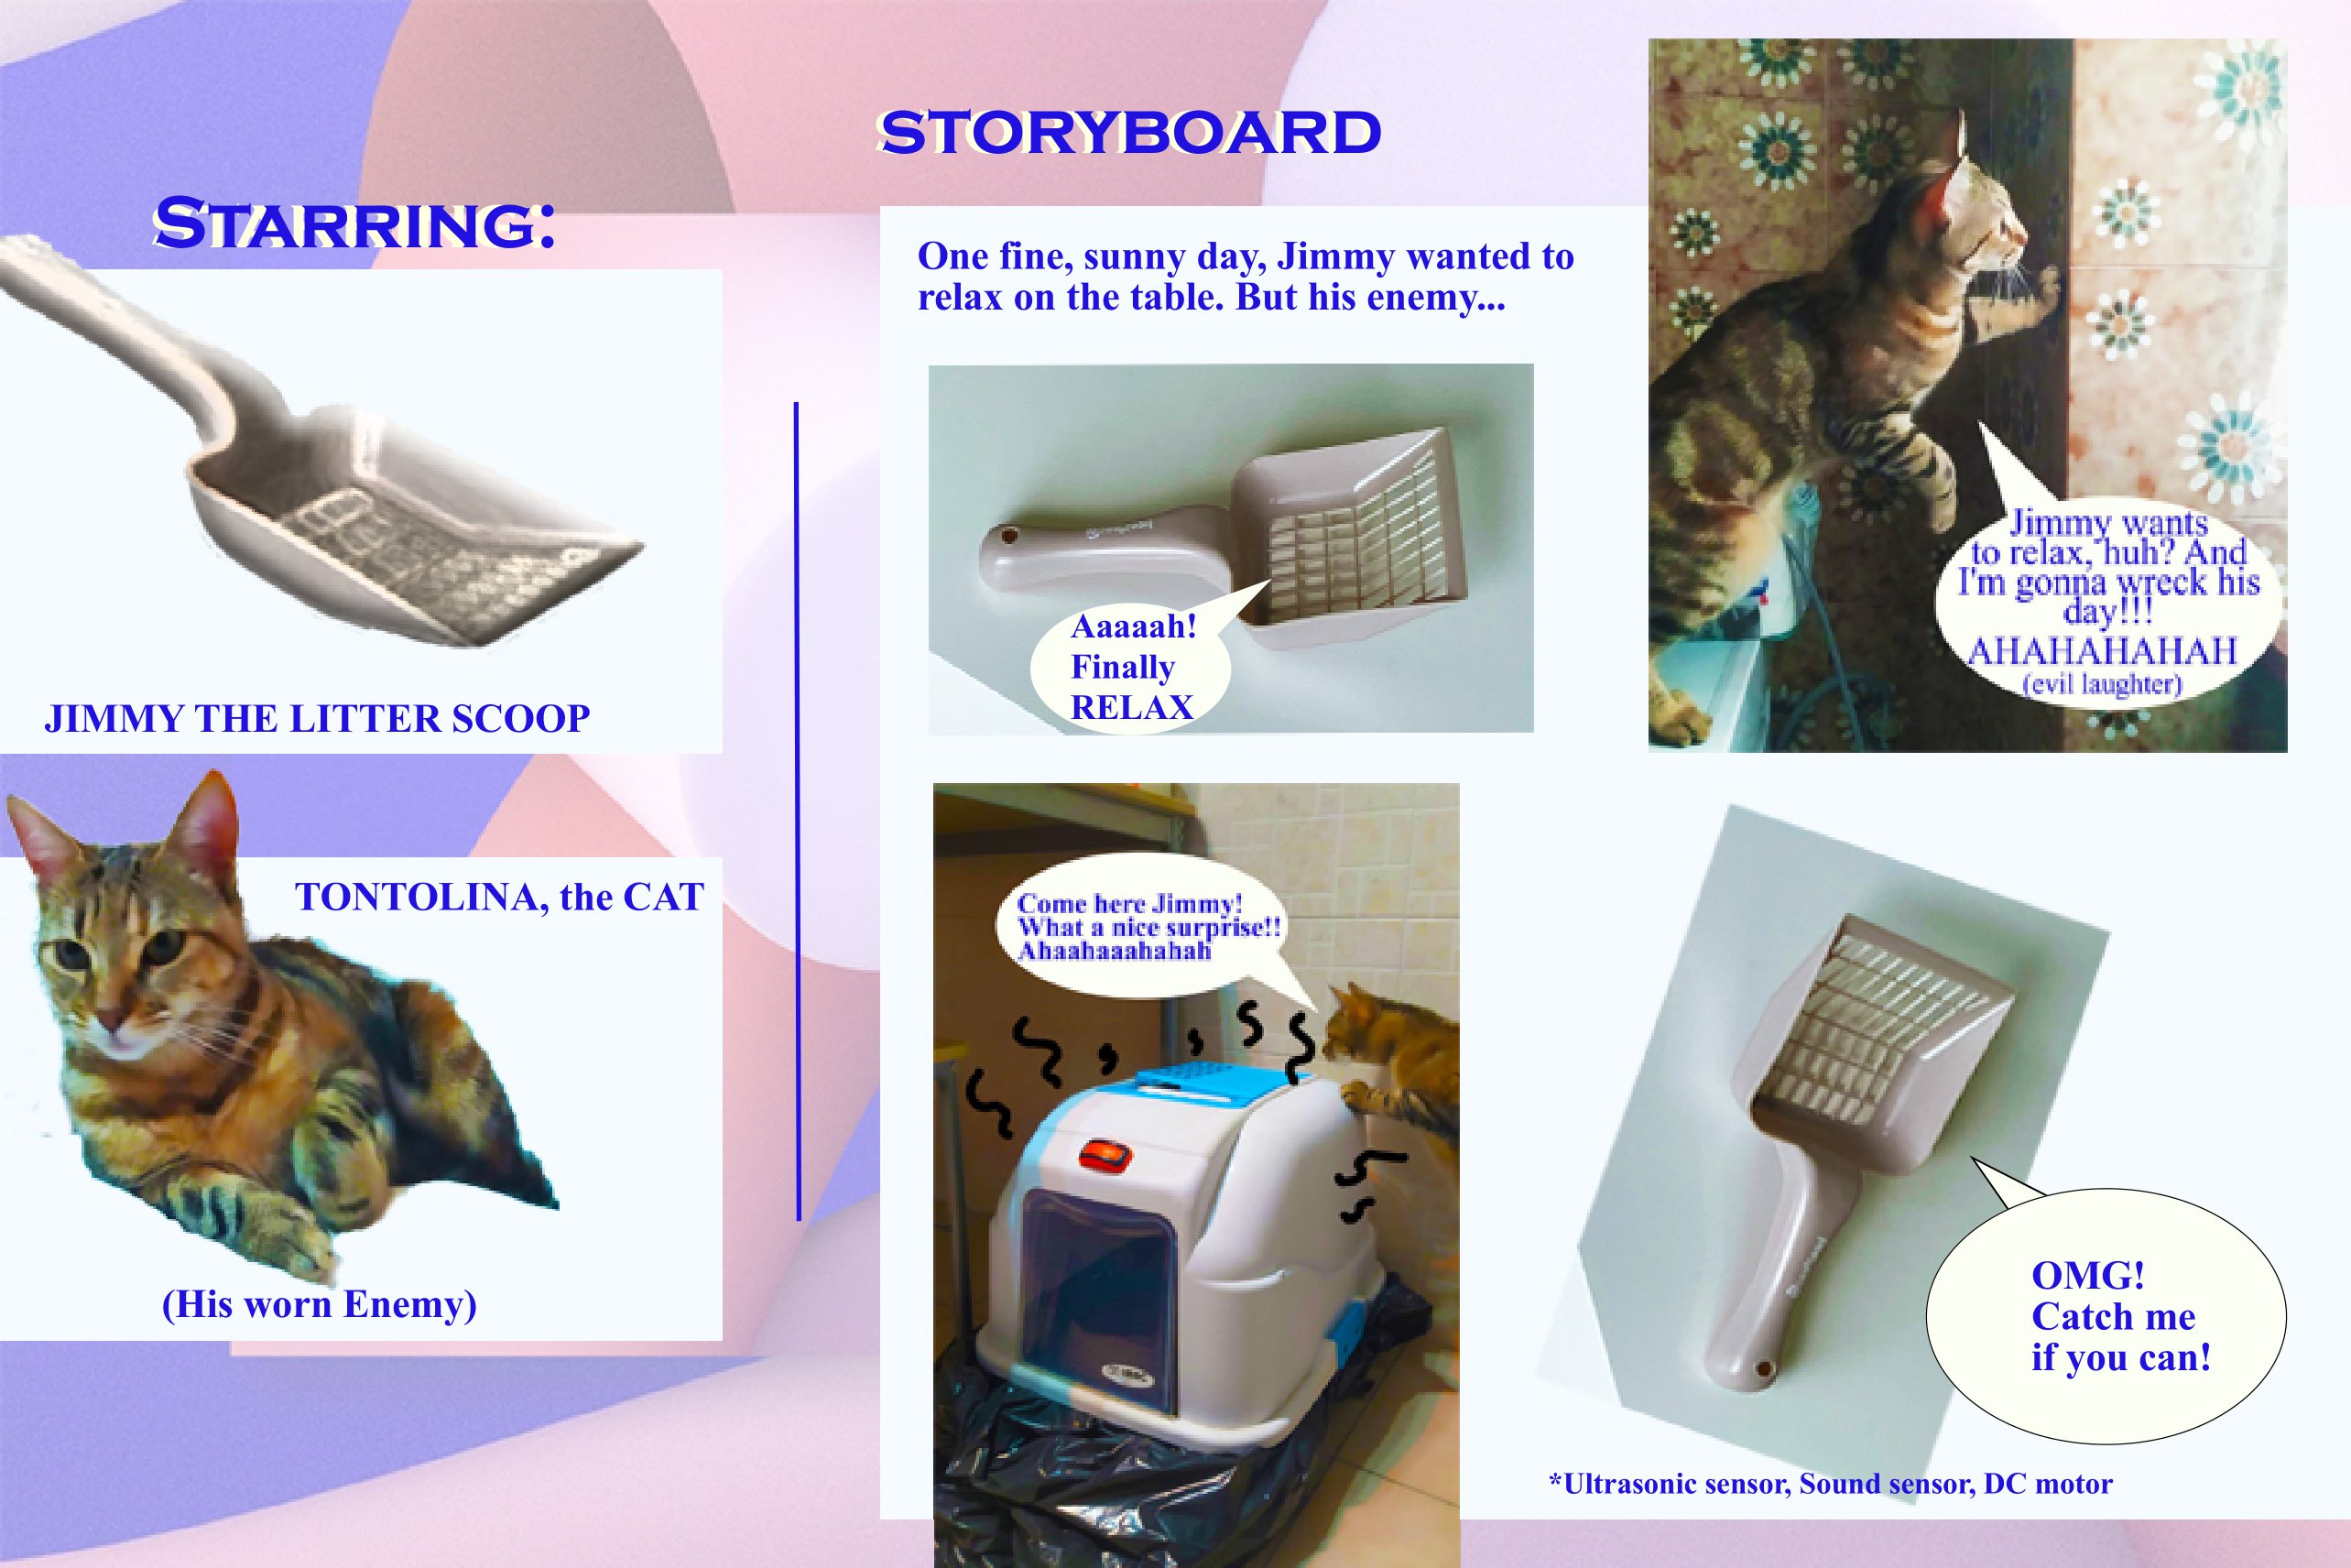 STORYBOARD
STARRING:
JIMMY THE LITTER SCOOP
TONTOLINA, the CAT
(His worn Enemy)
One fine, sunny day, Jimmy wanted to
relax on the table. But his enemy...
Aaaaah!
Finally
RELAX
Jimmy wants
to relax, huh? And
I'm gonna wreck his
day!!!
AHAHAHAHAH
(evil laughter)
Come here Jimmy!
What a nice surprise!!
Ahaahaaahahah
OMG!
Catch me
if you can!
*Ultrasonic sensor, Sound sensor, DC motor